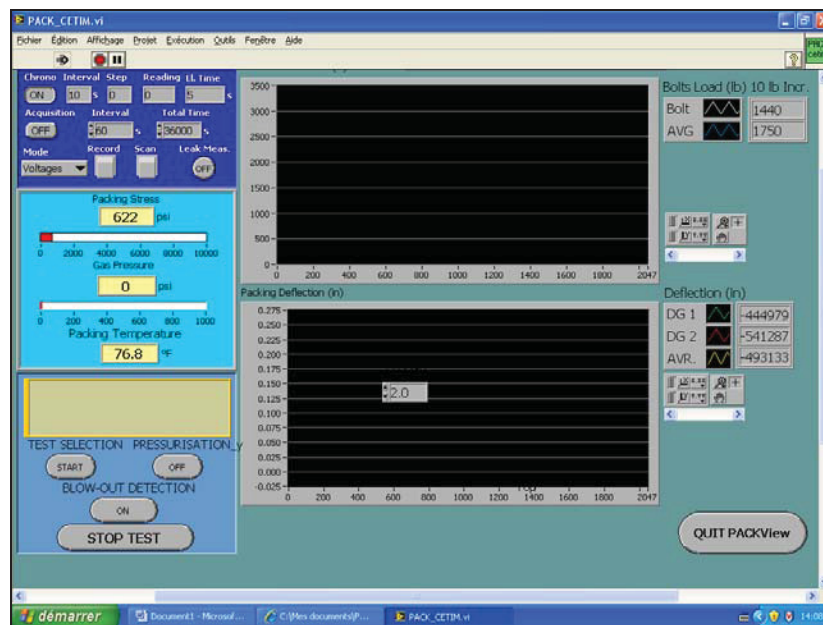 PACK_CETIM.vi
Fichier Édition Affichage Projet Exécution Outils Fenêtre Aide
Chrono Interval Step Reading LL Time
ON 10 s 0 0 5 s
Acquisition Interval Total Time
OFF 60 s 36000 s
Mode Record Scan Leak Meas.
Voltages OFF
Packing Stress
622 psi
0 2000 4000 6000 8000 10000
Gas Pressure
0 psi
0 200 400 600 800 1000
Packing Temperature
76.8 °F
TEST SELECTION PRESSURISATION_y
START OFF
BLOW-OUT DETECTION
ON
STOP TEST
3500
3000
2500
2000
1500
1000
500
0
0 200 400 600 800 1000 1200 1400 1600 1800 2047
Packing Deflection (in)
0.275
0.250
0.225
0.200
0.175
0.150
0.125
0.100
0.075
0.050
0.025
0.000
-0.025
2.0
0 200 400 600 800 1000 1200 1400 1600 1800 2047
Bolts Load (lb) 10 lb Incr.
Bolt 1440
AVG 1750
Deflection (in)
DG 1 -444979
DG 2 -541287
AVR. -493133
QUIT PACKView
démarrer Document1 - Microsof... C:\Mes documents\P... PACK_CETIM.vi 14:08